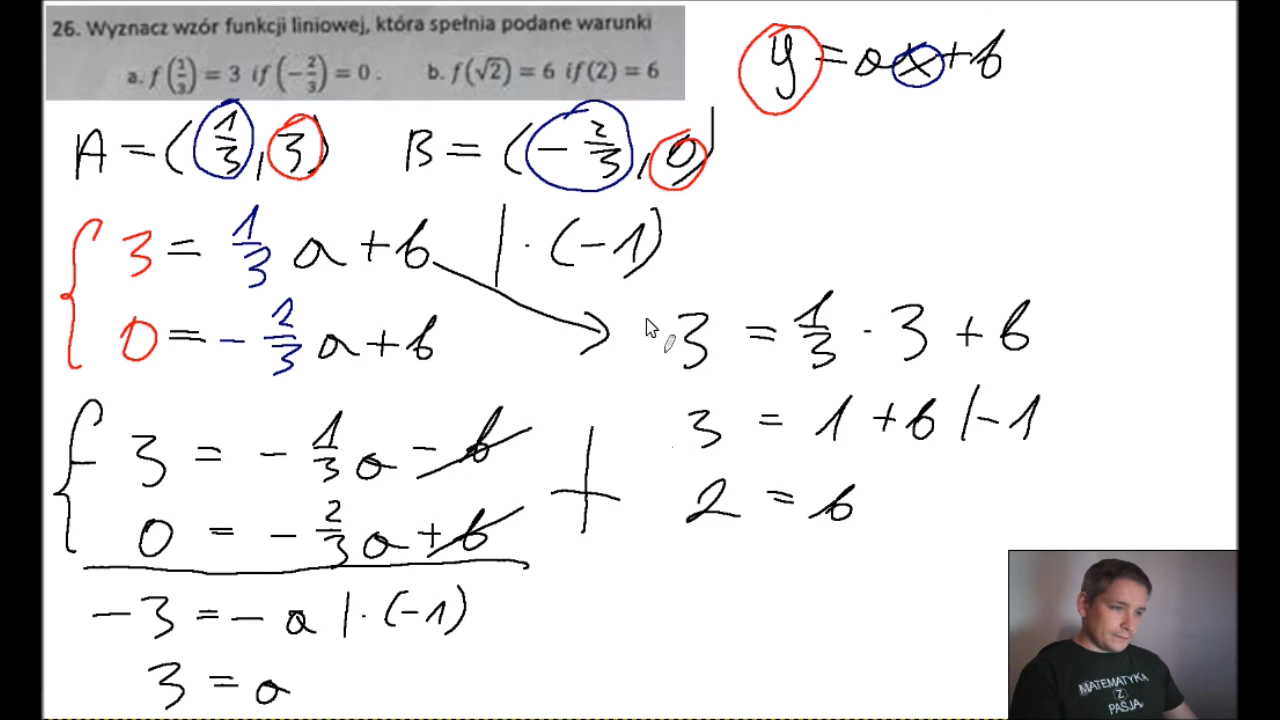 26. Wyznacz wzór funkcji liniowej, która spełnia podane warunki
a. f(1/3) = 3 if(-2/3) = 0. b. f(√2) = 6 if(2) = 6
y = ax + b
A = (1/3, 3) B = (-2/3, 0)
3 = 1/3 a + b | · (-1)
0 = - 2/3 a + b
3 = 1/3 · 3 + b
3 = 1 + b | -1
2 = b
-3 = - 1/3 a - b
0 = - 2/3 a + b
+
-3 = - a | · (-1)
3 = a
MATEMATYKA
Z
PASJĄ